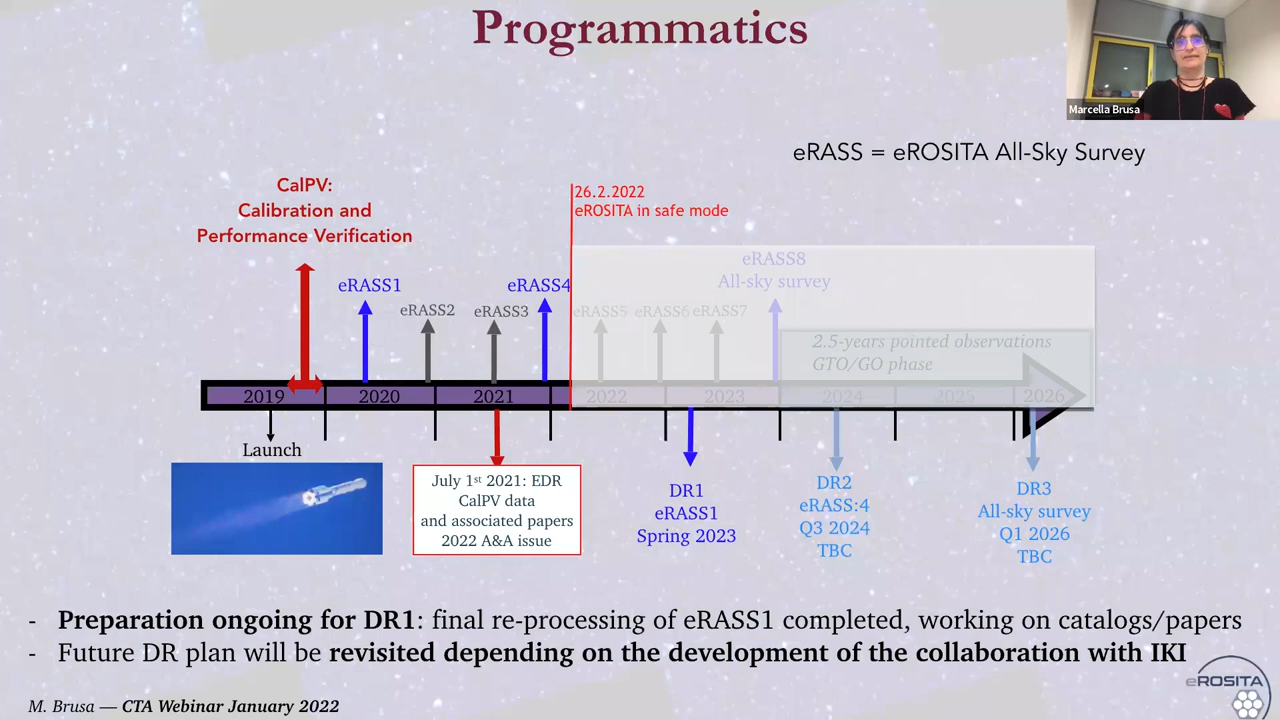 Programmatics
Marcella Brusa
eRASS = eROSITA All-Sky Survey
CalPV:
Calibration and
Performance Verification
26.2.2022
eROSITA in safe mode
eRASS8
All-sky survey
eRASS1
eRASS2
eRASS3
eRASS4
eRASS5
eRASS6
eRASS7
2.5-years pointed observations
GTO/GO phase
2019
2020
2021
2022
2023
2024
2025
2026
Launch
July 1st 2021: EDR
CalPV data
and associated papers
2022 A&A issue
DR1
eRASS1
Spring 2023
DR2
eRASS:4
Q3 2024
TBC
DR3
All-sky survey
Q1 2026
TBC
- Preparation ongoing for DR1: final re-processing of eRASS1 completed, working on catalogs/papers
- Future DR plan will be revisited depending on the development of the collaboration with IKI
M. Brusa — CTA Webinar January 2022
eROSITA